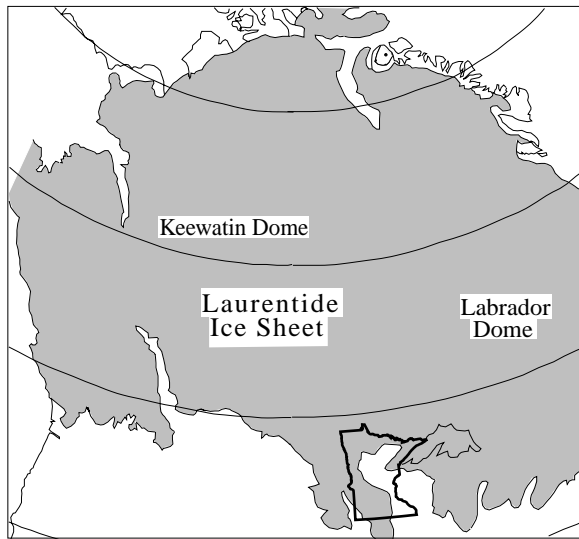 Keewatin Dome
Laurentide
Ice Sheet
Labrador
Dome